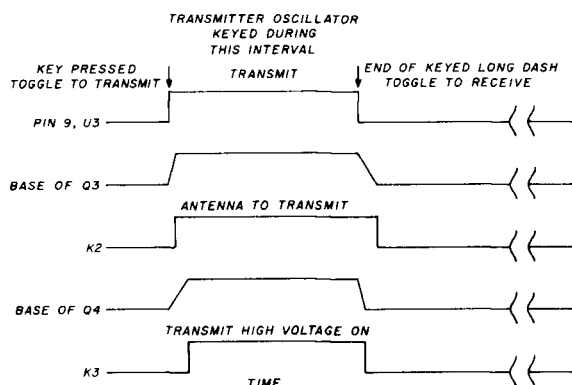 TRANSMITTER OSCILLATOR
KEYED DURING
THIS INTERVAL
KEY PRESSED
TOGGLE TO TRANSMIT
TRANSMIT
END OF KEYED LONG DASH
TOGGLE TO RECEIVE
PIN 9, U3
BASE OF Q3
ANTENNA TO TRANSMIT
K2
BASE OF Q4
TRANSMIT HIGH VOLTAGE ON
K3
TIME